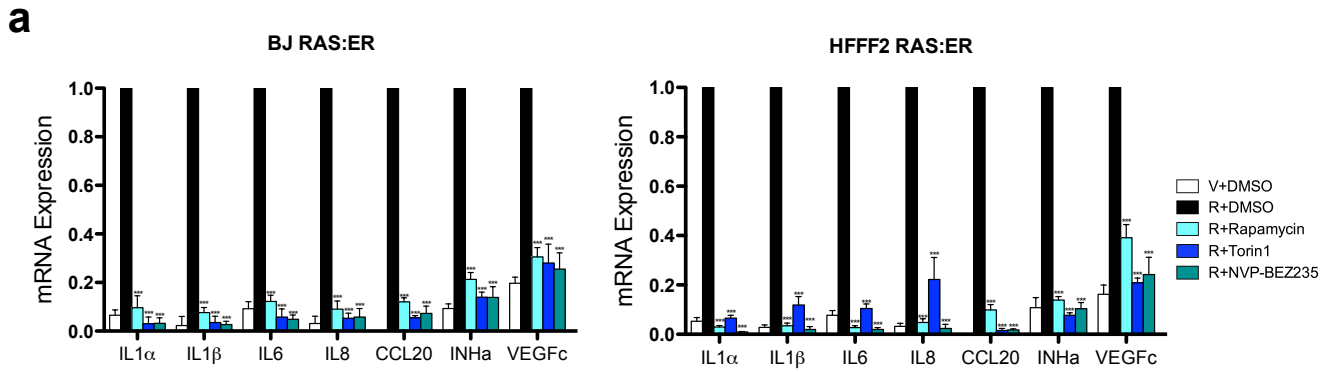 a
BJ RAS:ER
HFFF2 RAS:ER
mRNA Expression
1.0
0.8
0.6
0.4
0.2
0.0
*** *** *** *** *** *** *** *** *** *** *** *** *** *** *** *** *** *** *** *** ***
IL1α IL1β IL6 IL8 CCL20 INHa VEGFc
mRNA Expression
1.0
0.8
0.6
0.4
0.2
0.0
*** *** *** *** *** *** *** *** *** *** *** *** *** *** *** *** *** *** *** *** ***
IL1α IL1β IL6 IL8 CCL20 INHa VEGFc
V+DMSO
R+DMSO
R+Rapamycin
R+Torin1
R+NVP-BEZ235